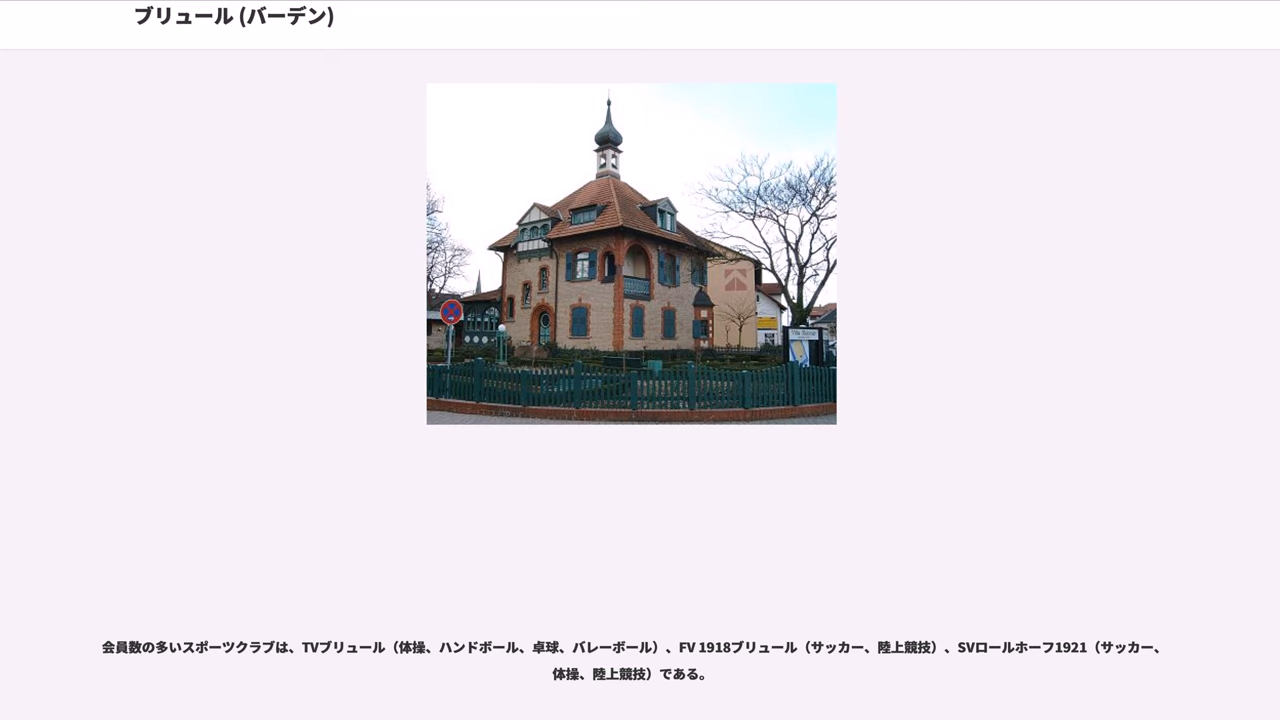 ブリュール (バーデン)
会員数の多いスポーツクラブは、TVブリュール（体操、ハンドボール、卓球、バレーボール）、FV 1918ブリュール（サッカー、陸上競技）、SVロールホーフ1921（サッカー、
体操、陸上競技）である。